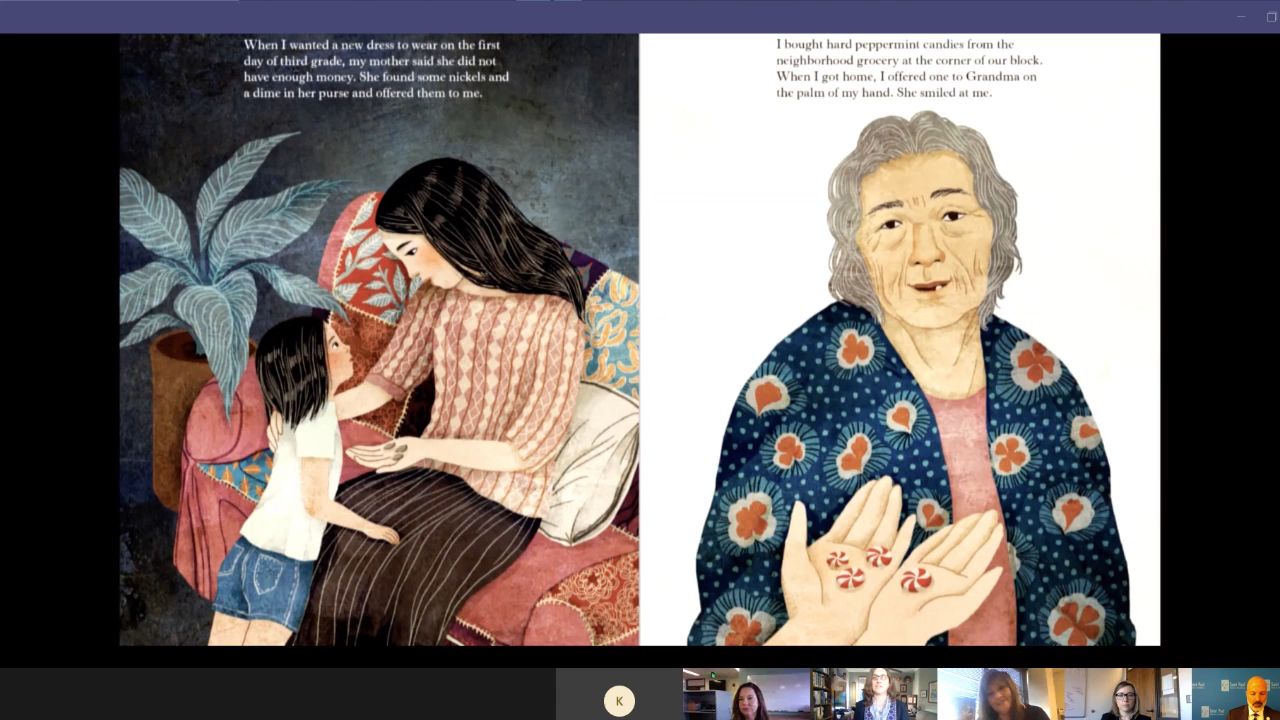 When I wanted a new dress to wear on the first
day of third grade, my mother said she did not
have enough money. She found some nickels and
a dime in her purse and offered them to me.
I bought hard peppermint candies from the
neighborhood grocery at the corner of our block.
When I got home, I offered one to Grandma on
the palm of my hand. She smiled at me.
K